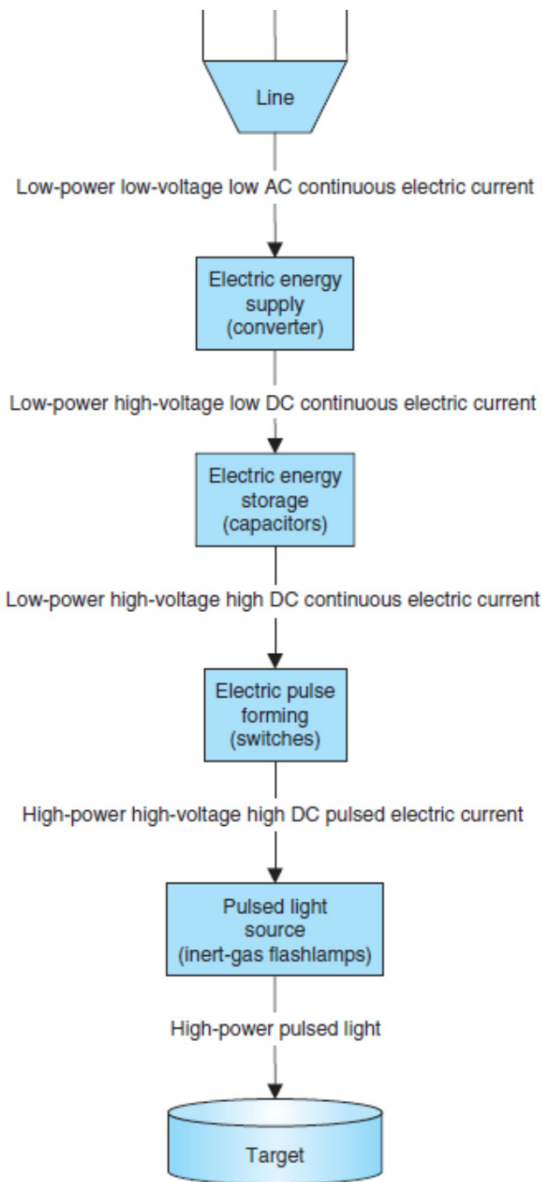 Line
Low-power low-voltage low AC continuous electric current
Electric energy
supply
(converter)
Low-power high-voltage low DC continuous electric current
Electric energy
storage
(capacitors)
Low-power high-voltage high DC continuous electric current
Electric pulse
forming
(switches)
High-power high-voltage high DC pulsed electric current
Pulsed light
source
(inert-gas flashlamps)
High-power pulsed light
Target